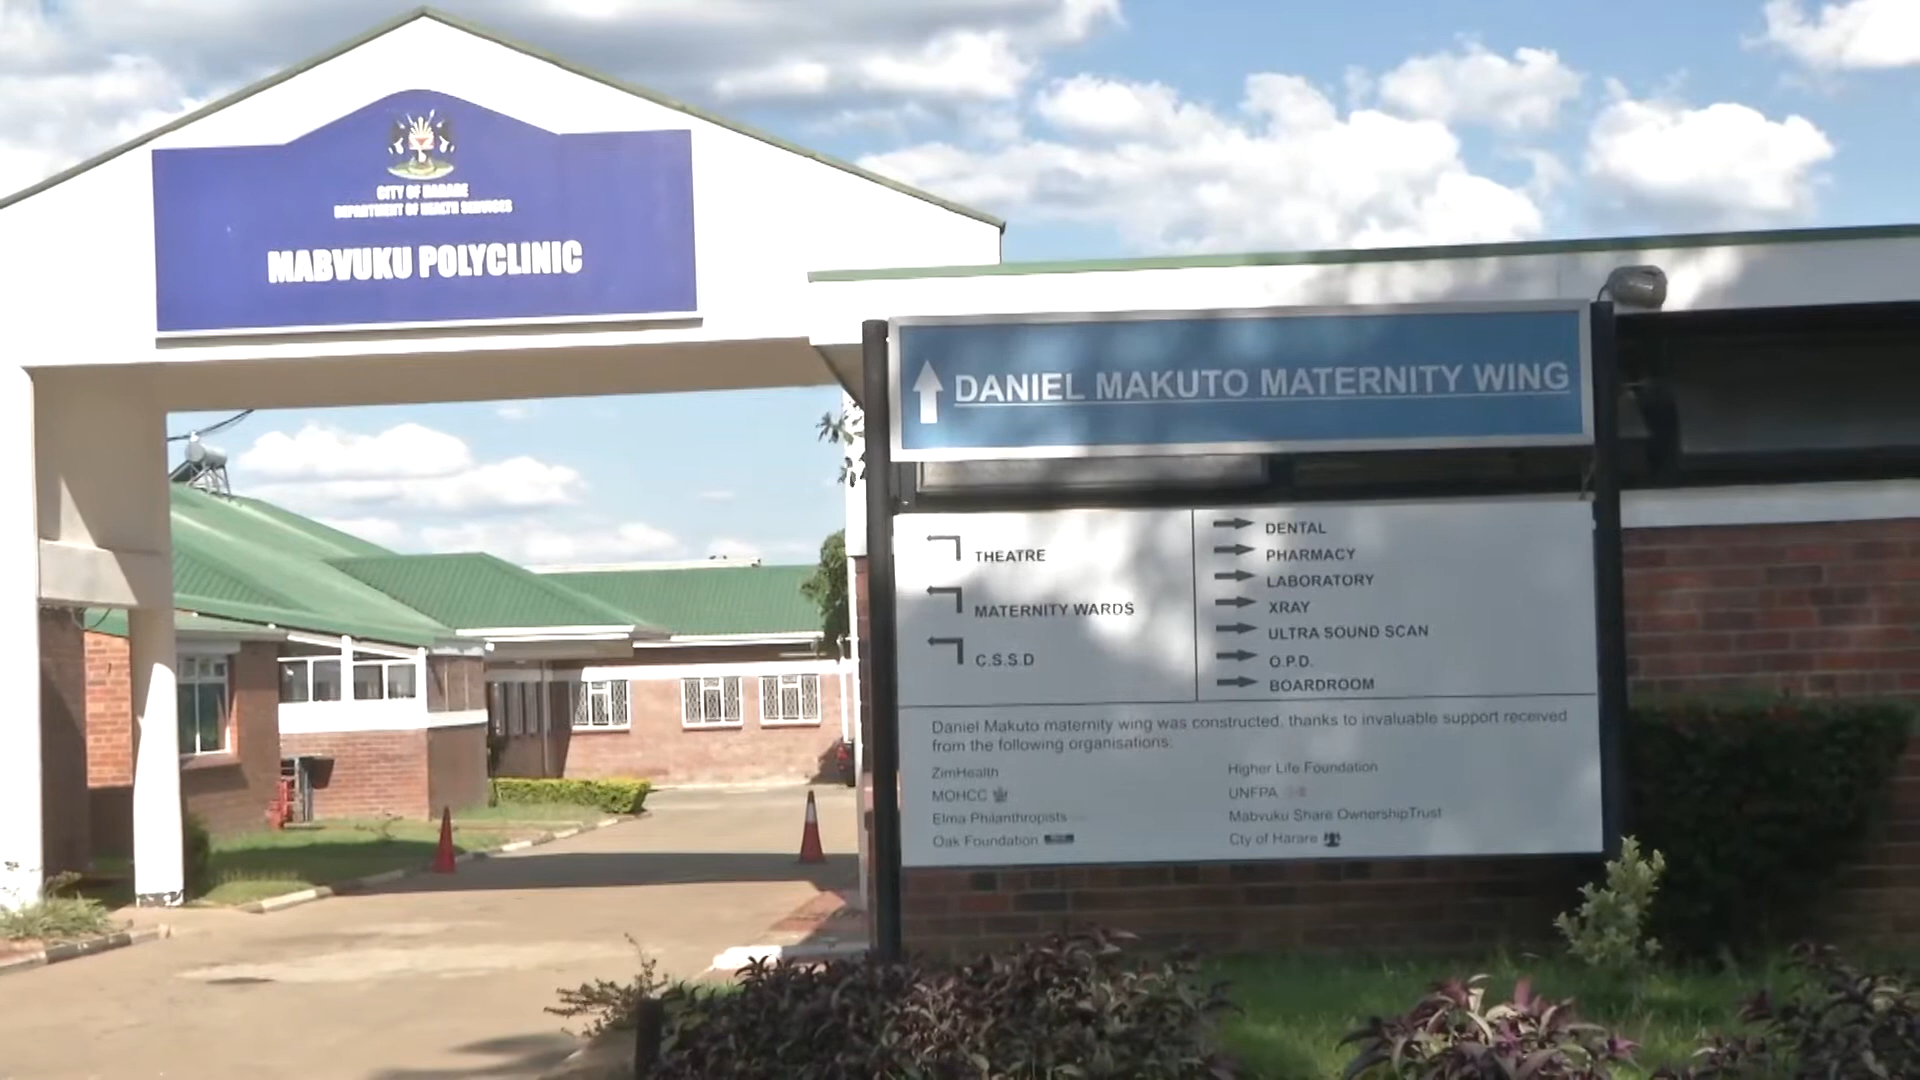 CITY OF HARARE
DEPARTMENT OF HEALTH SERVICES
MABVUKU POLYCLINIC
DANIEL MAKUTO MATERNITY WING
THEATRE
MATERNITY WARDS
C.S.S.D
DENTAL
PHARMACY
LABORATORY
XRAY
ULTRA SOUND SCAN
O.P.D.
BOARDROOM
Daniel Makuto maternity wing was constructed, thanks to invaluable support received
from the following organisations:
ZimHealth
MOHCC
Elma Philanthropists
Oak Foundation
Higher Life Foundation
UNFPA
Mabvuku Share OwnershipTrust
Cty of Harare